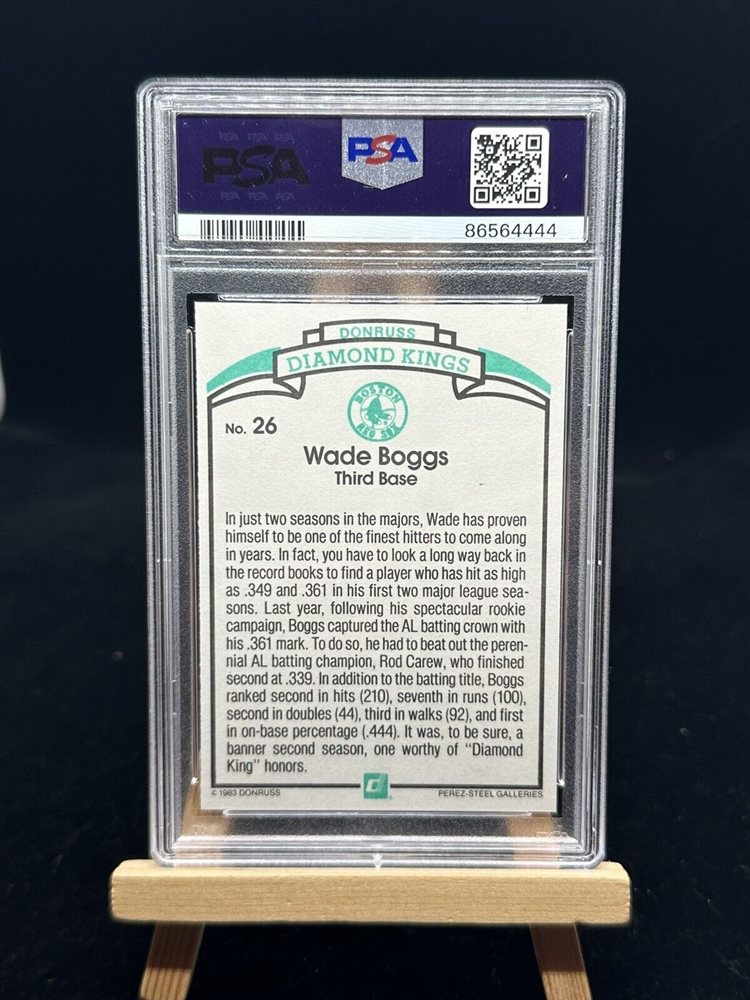 PSA PSA PSA
PSA
PSA PSA PSA
PSA
86564444
DONRUSS
DIAMOND KINGS
BOSTON
RED SOX
No. 26
Wade Boggs
Third Base
In just two seasons in the majors, Wade has proven
himself to be one of the finest hitters to come along
in years. In fact, you have to look a long way back in
the record books to find a player who has hit as high
as .349 and .361 in his first two major league sea-
sons. Last year, following his spectacular rookie
campaign, Boggs captured the AL batting crown with
his .361 mark. To do so, he had to beat out the peren-
nial AL batting champion, Rod Carew, who finished
second at .339. In addition to the batting title, Boggs
ranked second in hits (210), seventh in runs (100),
second in doubles (44), third in walks (92), and first
in on-base percentage (.444). It was, to be sure, a
banner second season, one worthy of "Diamond
King" honors.
© 1983 DONRUSS
d
PEREZ-STEEL GALLERIES